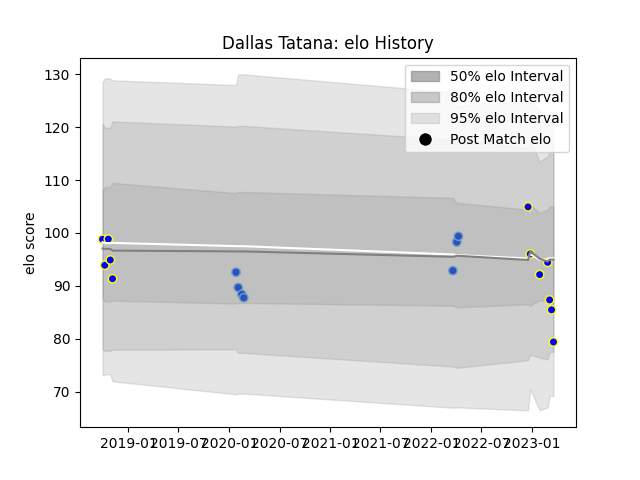 Dallas Tatana: elo History
130
120
110
100
90
80
70
elo score
50% elo Interval
80% elo Interval
95% elo Interval
Post Match elo
2019-01 2019-07 2020-01 2020-07 2021-01 2021-07 2022-01 2022-07 2023-01